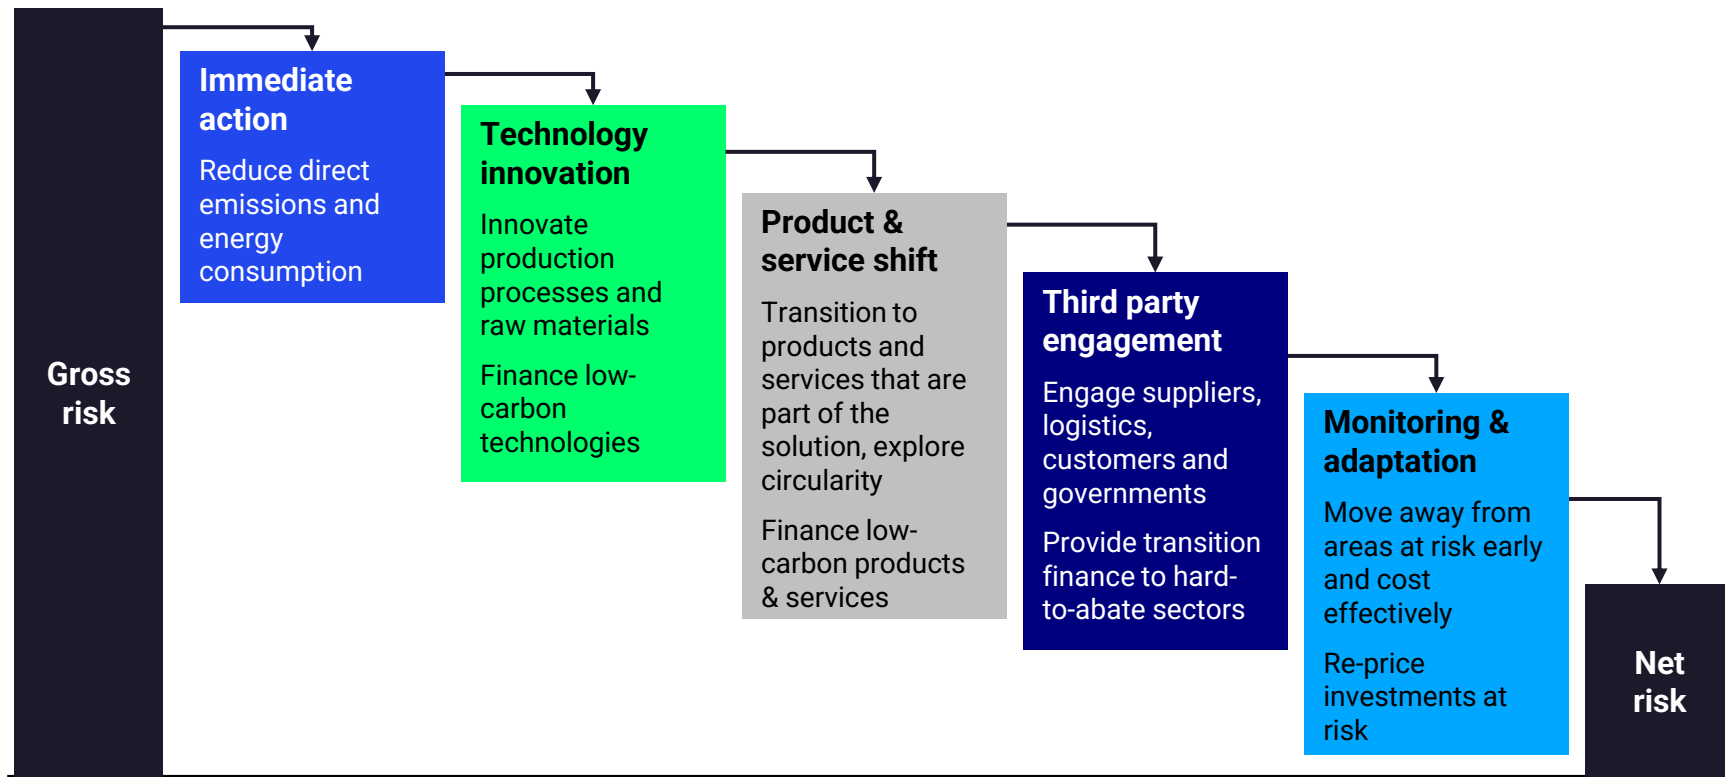 Gross
risk
Immediate
action
Reduce direct
emissions and
energy
consumption
Technology
innovation
Innovate
production
processes and
raw materials
Finance low-
carbon
technologies
Product &
service shift
Transition to
products and
services that are
part of the
solution, explore
circularity
Finance low-
carbon products
& services
Third party
engagement
Engage suppliers,
logistics,
customers and
governments
Provide transition
finance to hard-
to-abate sectors
Monitoring &
adaptation
Move away from
areas at risk early
and cost
effectively
Re-price
investments at
risk
Net
risk